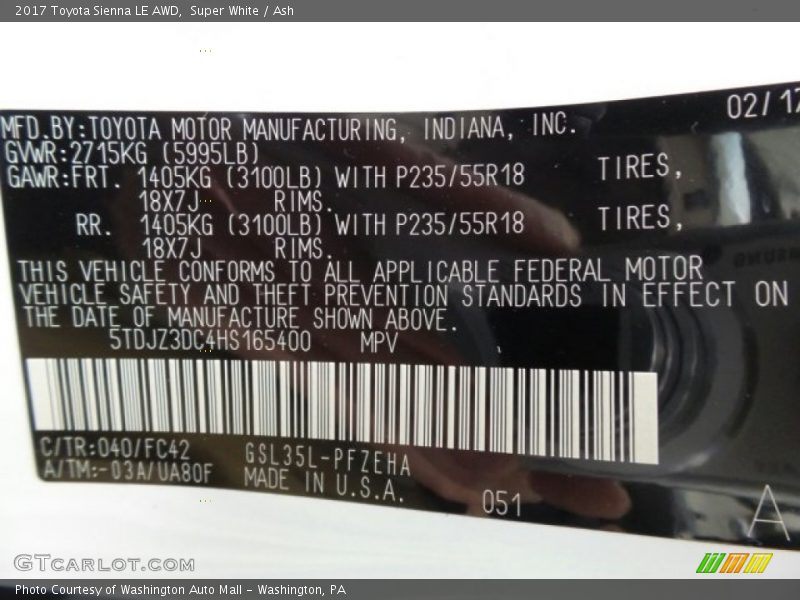 2017 Toyota Sienna LE AWD, Super White / Ash
02/17
MFD.BY:TOYOTA MOTOR MANUFACTURING, INDIANA, INC.
GVWR:2715KG (5995LB)
GAWR:FRT. 1405KG (3100LB) WITH P235/55R18 TIRES,
18X7J RIMS.
RR. 1405KG (3100LB) WITH P235/55R18 TIRES,
18X7J RIMS.
THIS VEHICLE CONFORMS TO ALL APPLICABLE FEDERAL MOTOR
VEHICLE SAFETY AND THEFT PREVENTION STANDARDS IN EFFECT ON
THE DATE OF MANUFACTURE SHOWN ABOVE.
5TDJZ3DC4HS165400 MPV
C/TR:040/FC42 GSL35L-PFZEHA
A/TM:-03A/UA80F MADE IN U.S.A. 051
A
GTCARLOT.COM
Photo Courtesy of Washington Auto Mall - Washington, PA